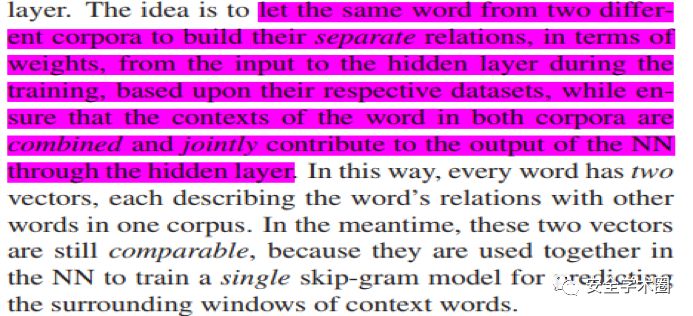 layer. The idea is to let the same word from two differ-
ent corpora to build their separate relations, in terms of
weights, from the input to the hidden layer during the
training, based upon their respective datasets, while en-
sure that the contexts of the word in both corpora are
combined and jointly contribute to the output of the NN
through the hidden layer. In this way, every word has two
vectors, each describing the word's relations with other
words in one corpus. In the meantime, these two vectors
are still comparable, because they are used together in
the NN to train a single skip-gram model for predicting
the surrounding windows of context words.
安全学术圈